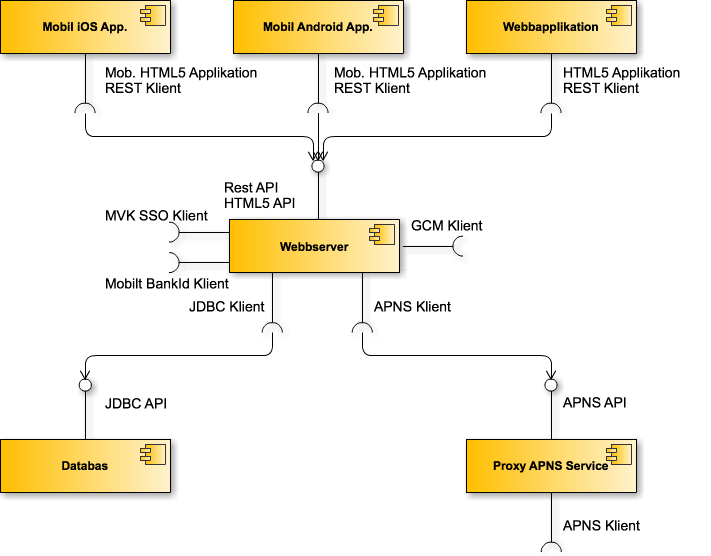 Mobil iOS App.
Mobil Android App.
Webbapplikation
Mob. HTML5 Applikation
REST Klient
Mob. HTML5 Applikation
REST Klient
HTML5 Applikation
REST Klient
Rest API
HTML5 API
MVK SSO Klient
GCM Klient
Webbserver
Mobilt BankId Klient
JDBC Klient
APNS Klient
JDBC API
APNS API
Databas
Proxy APNS Service
APNS Klient